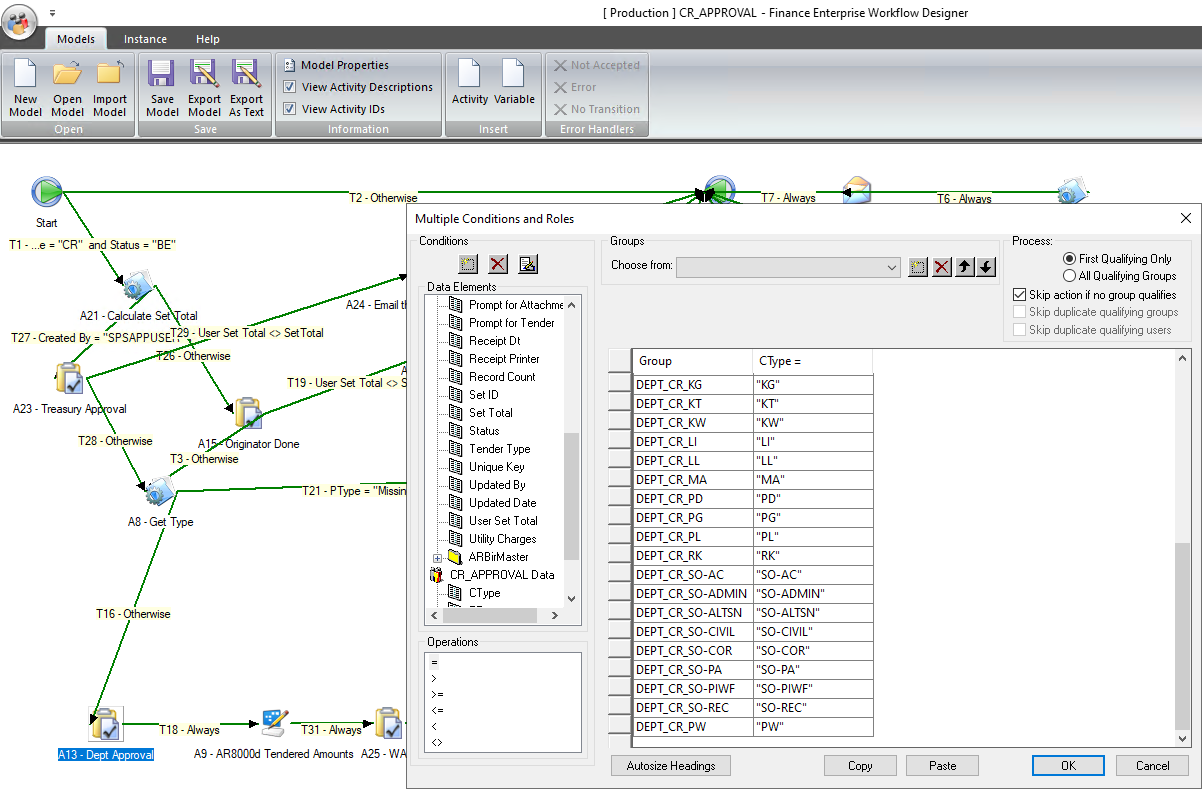 [ Production ] CR_APPROVAL - Finance Enterprise Workflow Designer
Models
Instance
Help
New Model
Open Model
Import Model
Open
Save Model
Export Model
Export As Text
Save
Model Properties
View Activity Descriptions
View Activity IDs
Information
Activity
Variable
Insert
Not Accepted
Error
No Transition
Error Handlers
Start
T2 - Otherwise
T7 - Always
T6 - Always
T1 - ...e = "CR" and Status = "BE"
A21 - Calculate Set Total
A24 - Email th
T27 - Created By = "SPSAPPUSE
T29 - User Set Total <> SetTotal
T26 - Otherwise
A23 - Treasury Approval
T19 - User Set Total <> S
T28 - Otherwise
A15 - Originator Done
T3 - Otherwise
T21 - PType = "Missin
A8 - Get Type
T16 - Otherwise
T18 - Always
T31 - Always
A13 - Dept Approval
A9 - AR8000d Tendered Amounts
A25 - WA
Multiple Conditions and Roles
Conditions
Data Elements
Prompt for Attachme
Prompt for Tender
Receipt Dt
Receipt Printer
Record Count
Set ID
Set Total
Status
Tender Type
Unique Key
Updated By
Updated Date
User Set Total
Utility Charges
ARBirMaster
CR_APPROVAL Data
CType
Operations
=
>
>=
<=
<
<>
Groups
Choose from:
Process:
First Qualifying Only
All Qualifying Groups
Skip action if no group qualifies
Skip duplicate qualifying groups
Skip duplicate qualifying users
Group CType =
DEPT_CR_KG "KG"
DEPT_CR_KT "KT"
DEPT_CR_KW "KW"
DEPT_CR_LI "LI"
DEPT_CR_LL "LL"
DEPT_CR_MA "MA"
DEPT_CR_PD "PD"
DEPT_CR_PG "PG"
DEPT_CR_PL "PL"
DEPT_CR_RK "RK"
DEPT_CR_SO-AC "SO-AC"
DEPT_CR_SO-ADMIN "SO-ADMIN"
DEPT_CR_SO-ALTSN "SO-ALTSN"
DEPT_CR_SO-CIVIL "SO-CIVIL"
DEPT_CR_SO-COR "SO-COR"
DEPT_CR_SO-PA "SO-PA"
DEPT_CR_SO-PIWF "SO-PIWF"
DEPT_CR_SO-REC "SO-REC"
DEPT_CR_PW "PW"
Autosize Headings
Copy
Paste
OK
Cancel